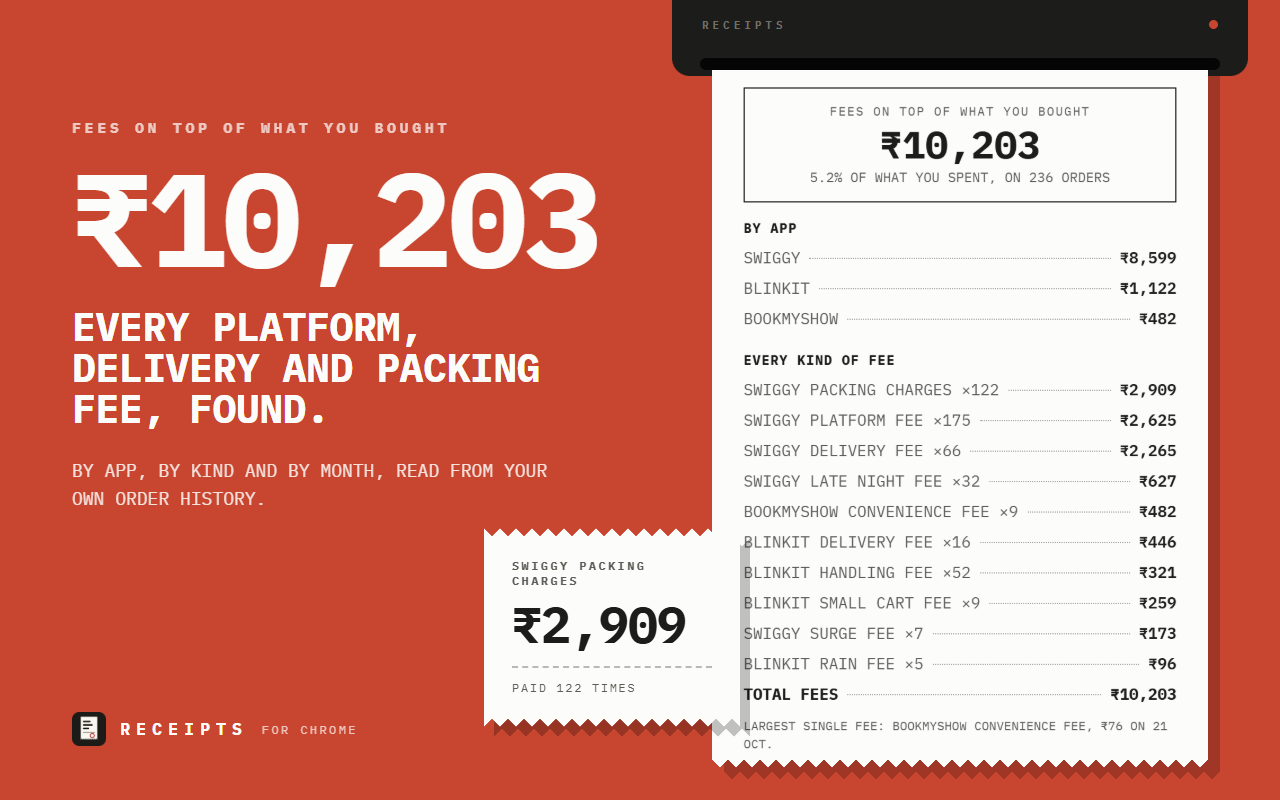 RECEIPTS
FEES ON TOP OF WHAT YOU BOUGHT
₹10,203
EVERY PLATFORM,
DELIVERY AND PACKING
FEE, FOUND.
BY APP, BY KIND AND BY MONTH, READ FROM YOUR
OWN ORDER HISTORY.
SWIGGY PACKING
CHARGES
₹2,909
PAID 122 TIMES
RECEIPTS FOR CHROME
FEES ON TOP OF WHAT YOU BOUGHT
₹10,203
5.2% OF WHAT YOU SPENT, ON 236 ORDERS
BY APP
SWIGGY ₹8,599
BLINKIT ₹1,122
BOOKMYSHOW ₹482
EVERY KIND OF FEE
SWIGGY PACKING CHARGES ×122 ₹2,909
SWIGGY PLATFORM FEE ×175 ₹2,625
SWIGGY DELIVERY FEE ×66 ₹2,265
SWIGGY LATE NIGHT FEE ×32 ₹627
BOOKMYSHOW CONVENIENCE FEE ×9 ₹482
BLINKIT DELIVERY FEE ×16 ₹446
BLINKIT HANDLING FEE ×52 ₹321
BLINKIT SMALL CART FEE ×9 ₹259
SWIGGY SURGE FEE ×7 ₹173
BLINKIT RAIN FEE ×5 ₹96
TOTAL FEES ₹10,203
LARGEST SINGLE FEE: BOOKMYSHOW CONVENIENCE FEE, ₹76 ON 21
OCT.